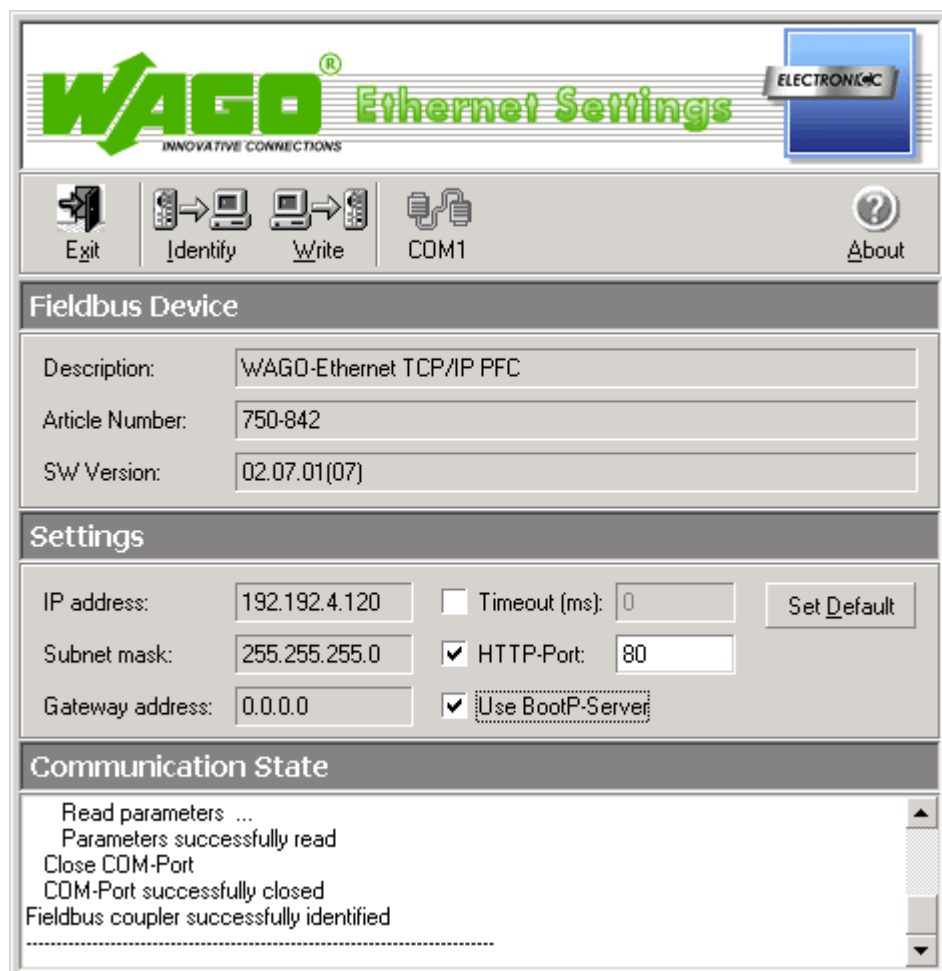 WAGO®
INNOVATIVE CONNECTIONS
Ethernet Settings
ELECTRONICC
Exit Identify Write COM1 About
Fieldbus Device
Description: WAGO-Ethernet TCP/IP PFC
Article Number: 750-842
SW Version: 02.07.01(07)
Settings
IP address: 192.192.4.120 Timeout (ms): 0 Set Default
Subnet mask: 255.255.255.0 HTTP-Port: 80
Gateway address: 0.0.0.0 Use BootP-Server
Communication State
Read parameters ...
Parameters successfully read
Close COM-Port
COM-Port successfully closed
Fieldbus coupler successfully identified
--------------------------------------------------------------------------